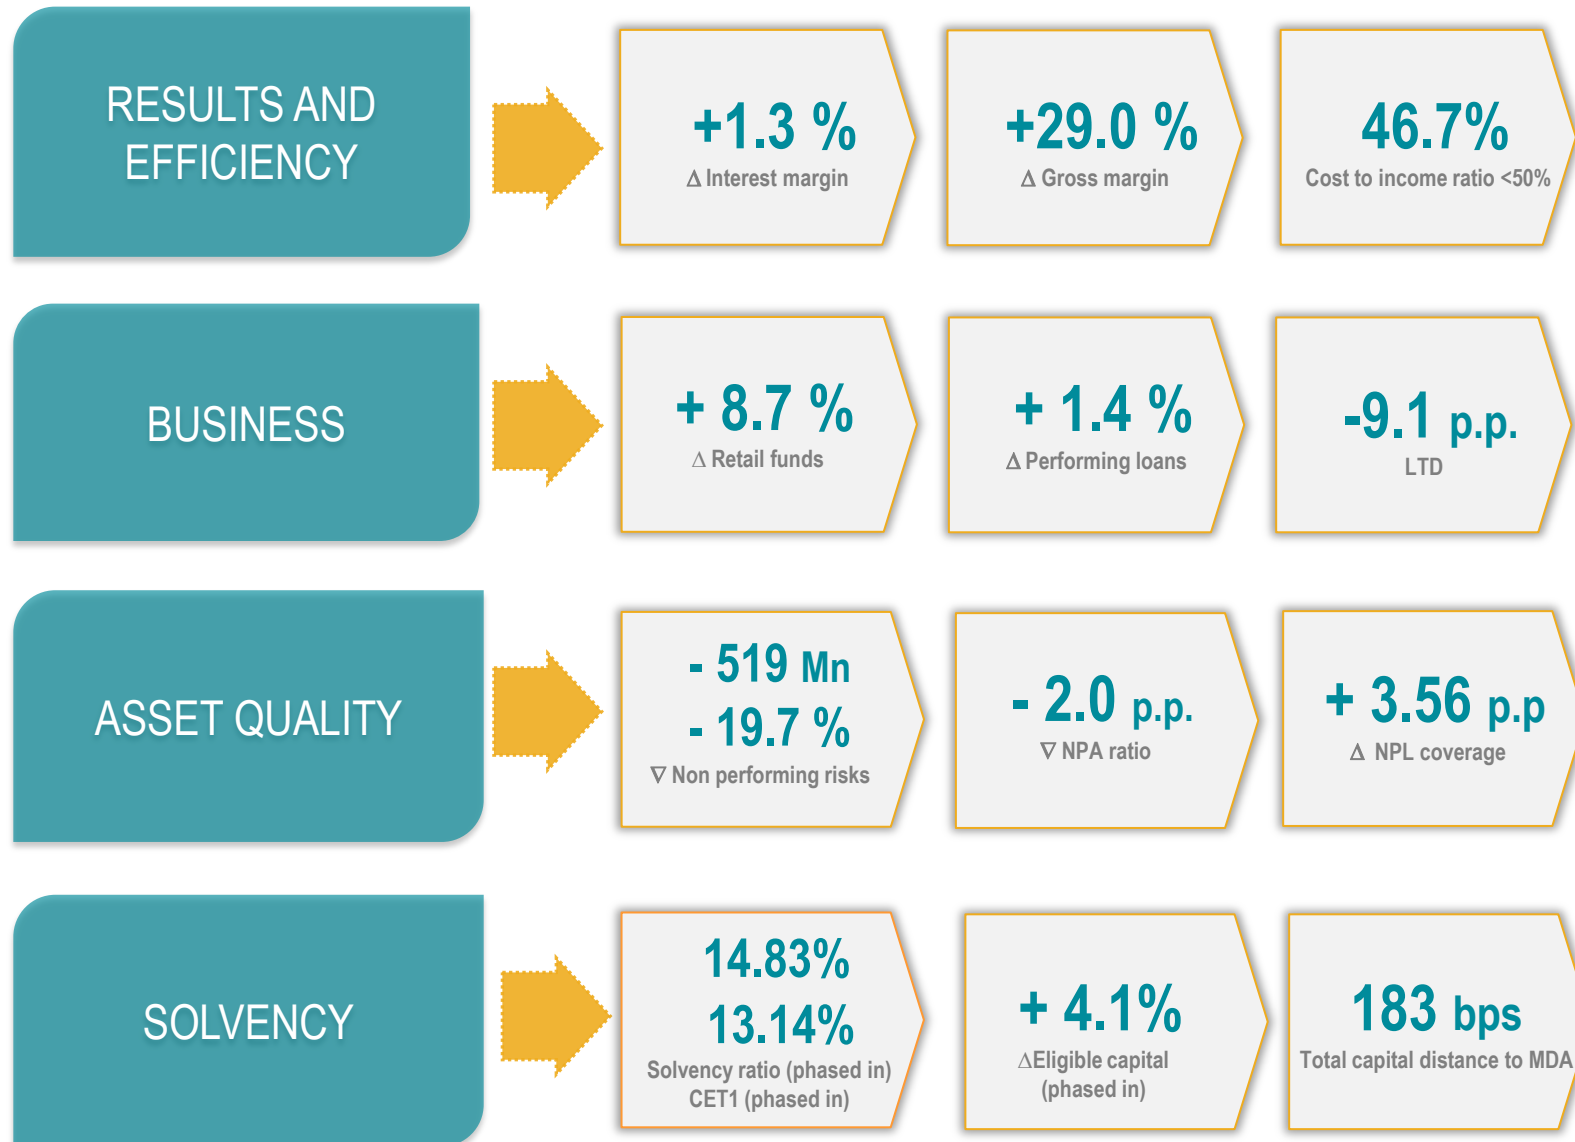 RESULTS AND
EFFICIENCY
+1.3 %
Δ Interest margin
+29.0 %
Δ Gross margin
46.7%
Cost to income ratio <50%
BUSINESS
+ 8.7 %
Δ Retail funds
+ 1.4 %
Δ Performing loans
-9.1 p.p.
LTD
ASSET QUALITY
- 519 Mn
- 19.7 %
∇ Non performing risks
- 2.0 p.p.
∇ NPA ratio
+ 3.56 p.p
Δ NPL coverage
SOLVENCY
14.83%
13.14%
Solvency ratio (phased in)
CET1 (phased in)
+ 4.1%
ΔEligible capital
(phased in)
183 bps
Total capital distance to MDA